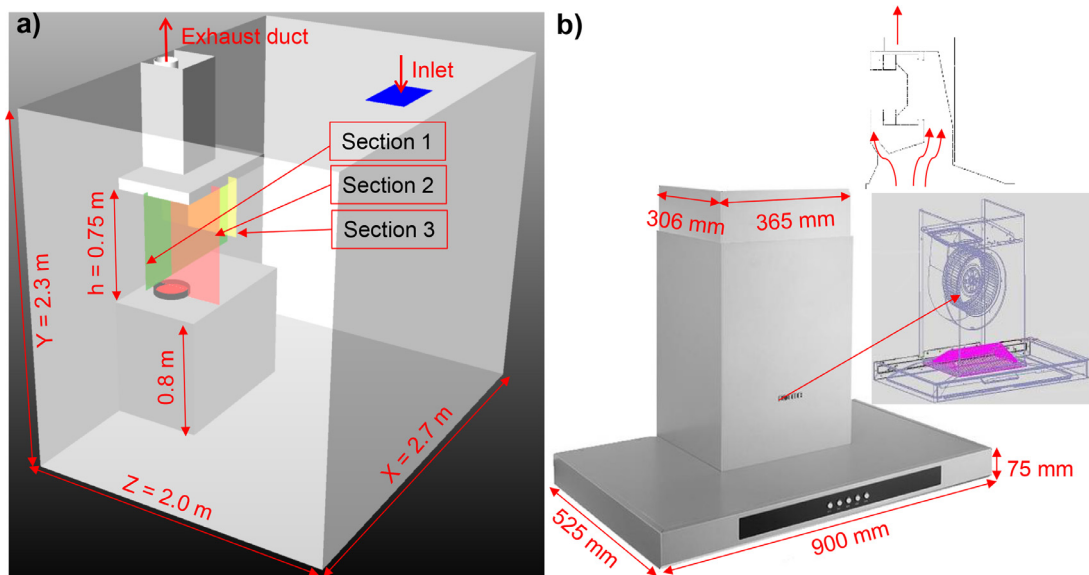 a)
Exhaust duct
Inlet
Section 1
Section 2
Section 3
h = 0.75 m
Y = 2.3 m
0.8 m
X = 2.7 m
Z = 2.0 m
b)
306 mm
365 mm
75 mm
525 mm
900 mm